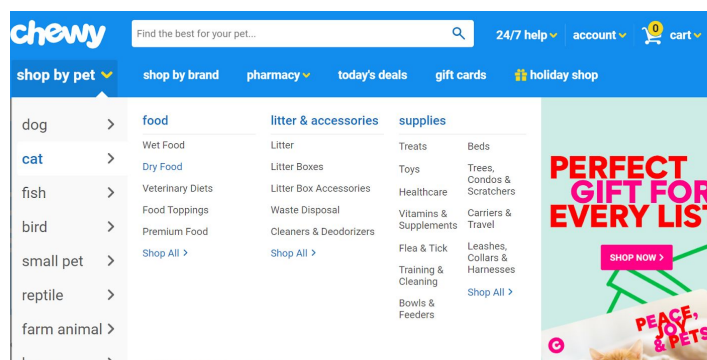 chewy
Find the best for your pet...
24/7 help
account
0
cart
shop by pet
shop by brand
pharmacy
today's deals
gift cards
holiday shop
dog
cat
fish
bird
small pet
reptile
farm animal
food
Wet Food
Dry Food
Veterinary Diets
Food Toppings
Premium Food
Shop All >
litter & accessories
Litter
Litter Boxes
Litter Box Accessories
Waste Disposal
Cleaners & Deodorizers
Shop All >
supplies
Treats
Toys
Healthcare
Vitamins &
Supplements
Flea & Tick
Training &
Cleaning
Bowls &
Feeders
Beds
Trees,
Condos &
Scratchers
Carriers &
Travel
Leashes,
Collars &
Harnesses
Shop All >
PERFECT
GIFT FOR
EVERY LIS
SHOP NOW >
PEACE,
JOY
& PETS